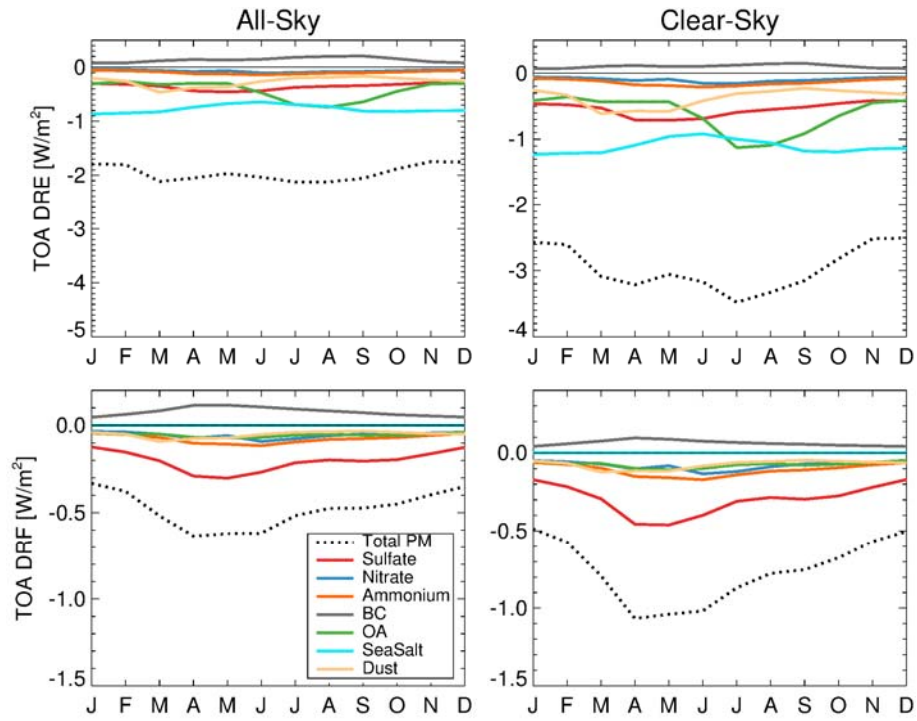 All-Sky
Clear-Sky
TOA DRE [W/m²]
0
-1
-2
-3
-4
-5
J F M A M J J A S O N D
0
-1
-2
-3
-4
J F M A M J J A S O N D
TOA DRF [W/m²]
0.0
-0.5
-1.0
-1.5
J F M A M J J A S O N D
Total PM
Sulfate
Nitrate
Ammonium
BC
OA
SeaSalt
Dust
0.0
-0.5
-1.0
-1.5
J F M A M J J A S O N D